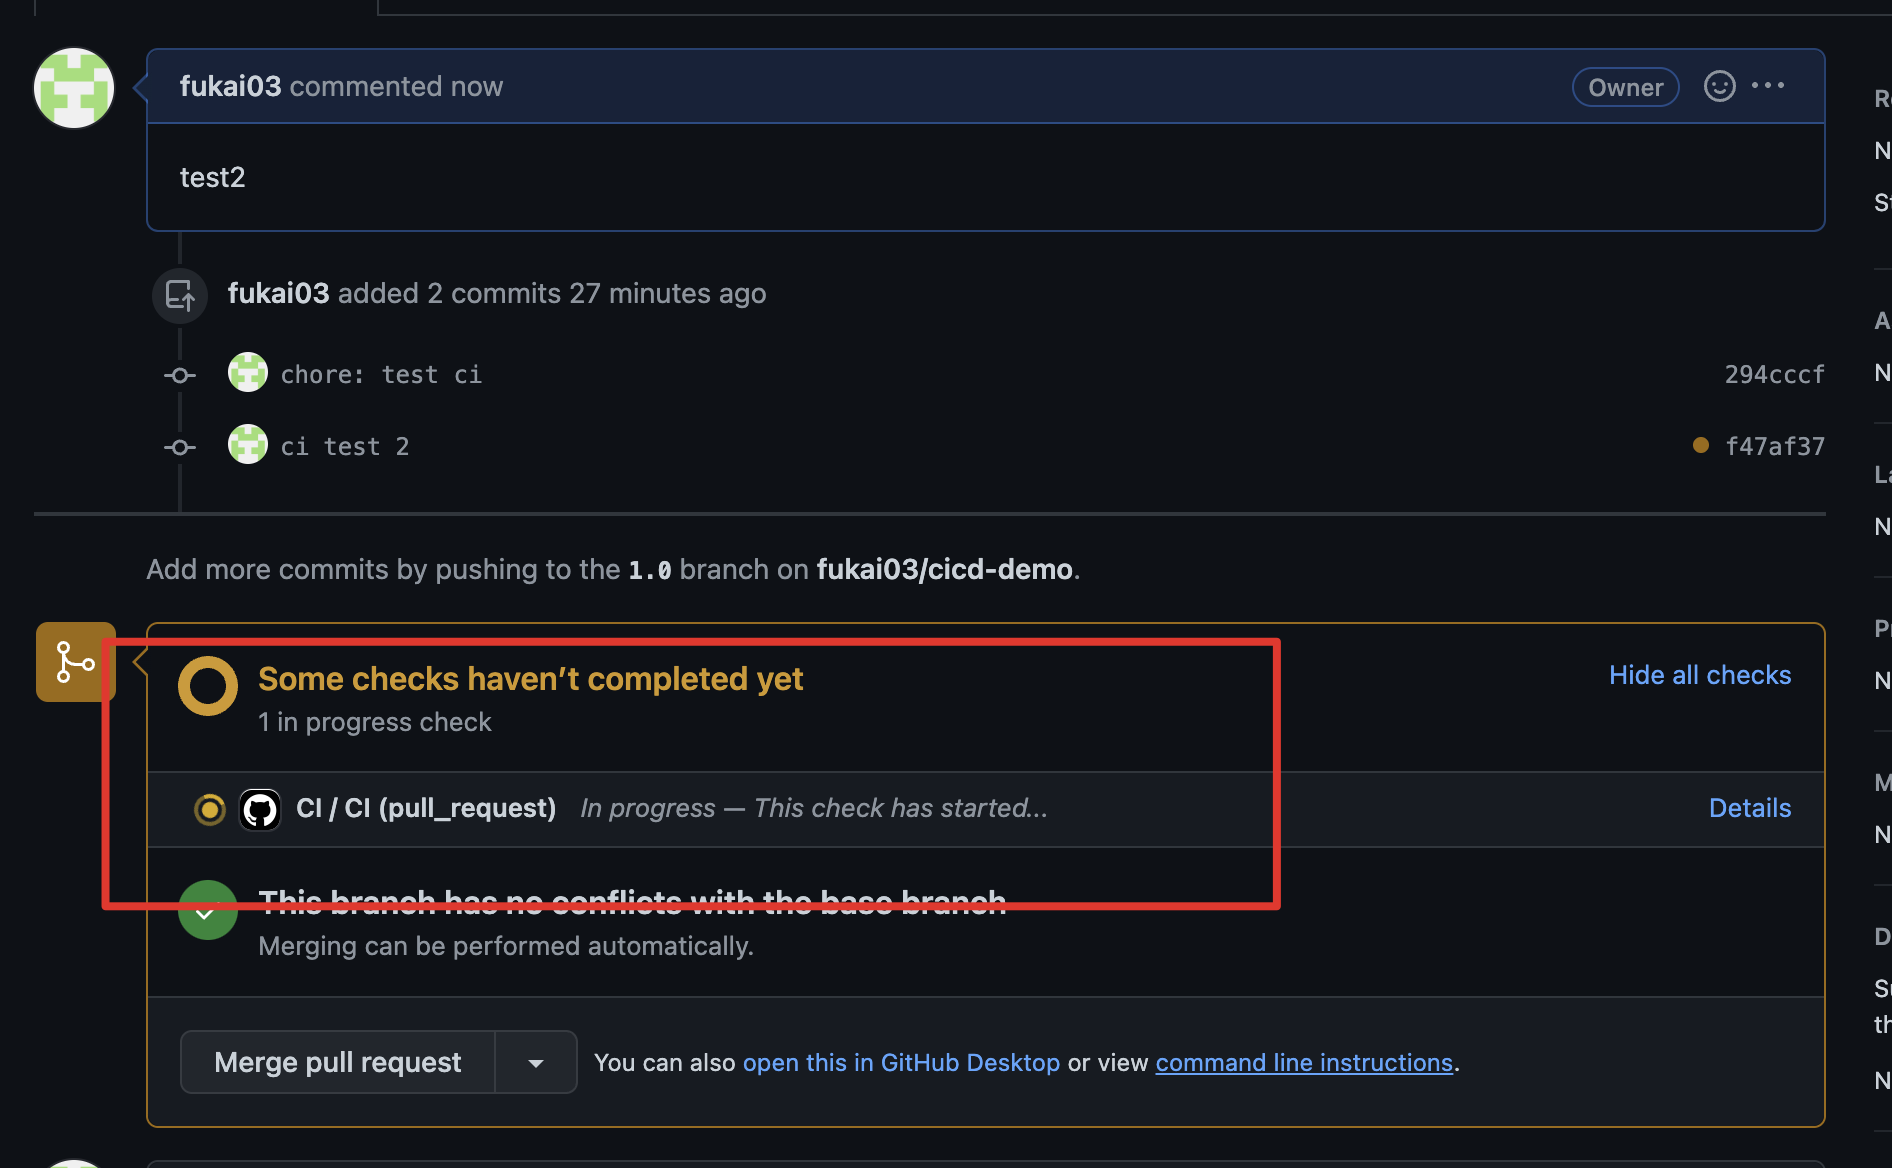 fukai03 commented now
Owner
test2
fukai03 added 2 commits 27 minutes ago
chore: test ci
294cccf
ci test 2
f47af37
Add more commits by pushing to the 1.0 branch on fukai03/cicd-demo.
Some checks haven’t completed yet
Hide all checks
1 in progress check
CI / CI (pull_request) In progress — This check has started...
Details
This branch has no conflicts with the base branch
Merging can be performed automatically.
Merge pull request
You can also open this in GitHub Desktop or view command line instructions.